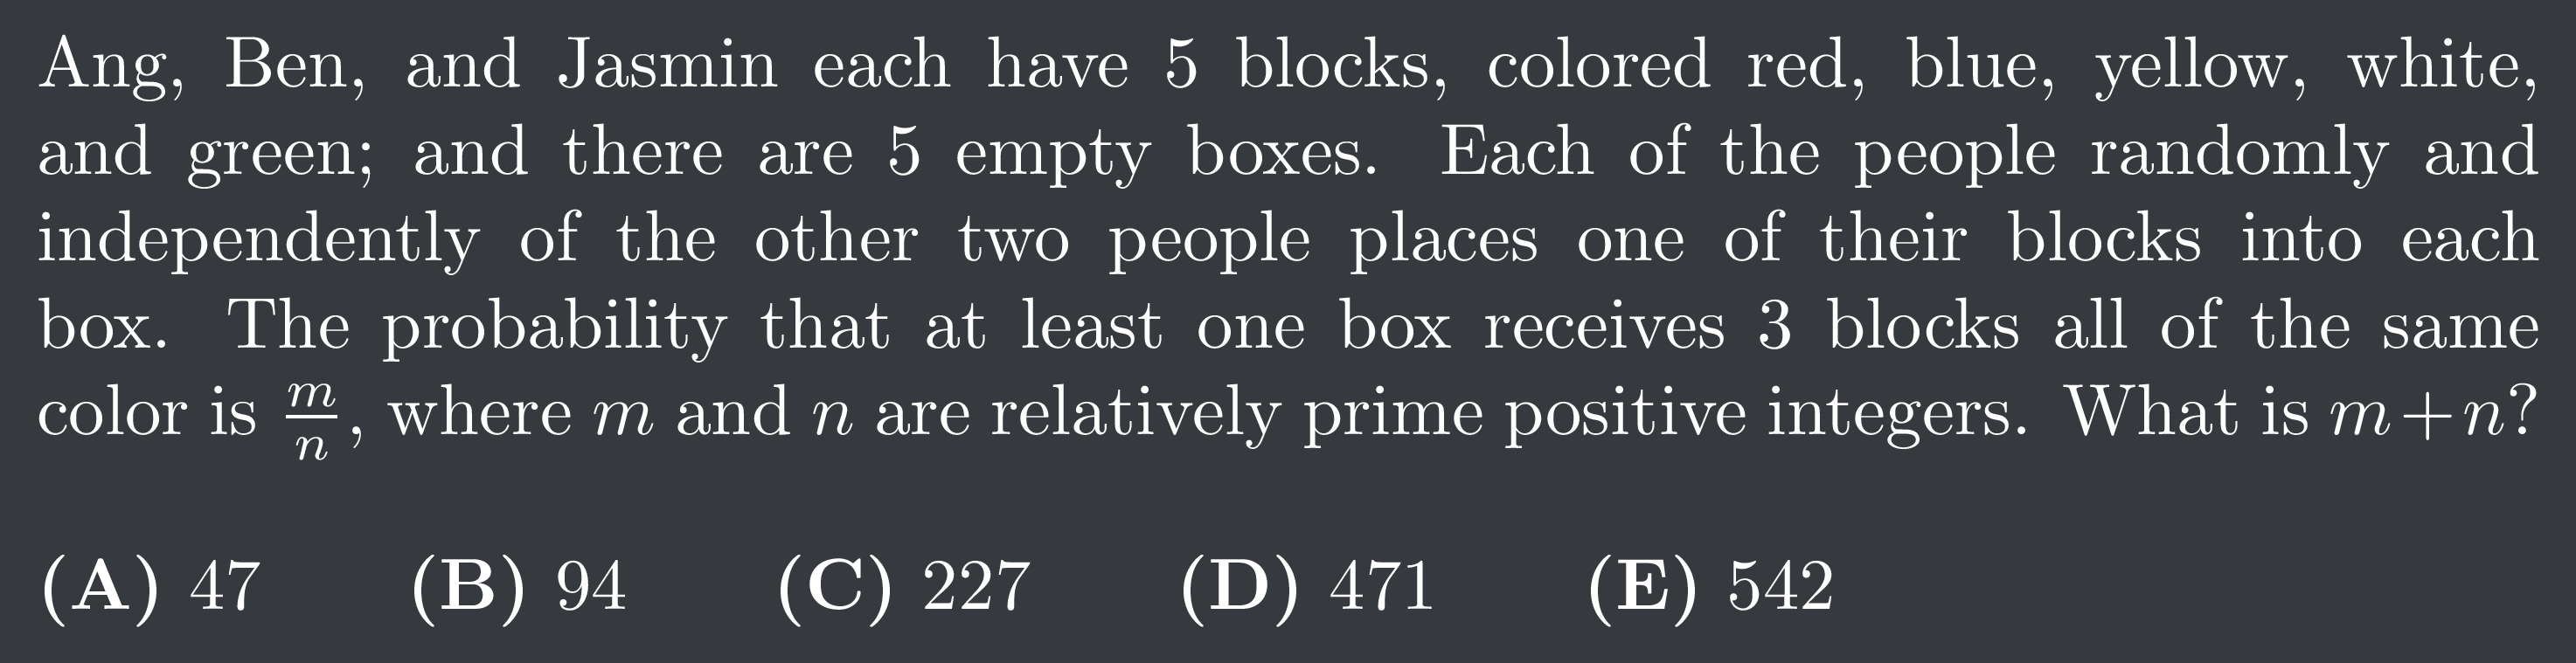 Ang, Ben, and Jasmin each have 5 blocks, colored red, blue, yellow, white,
and green; and there are 5 empty boxes. Each of the people randomly and
independently of the other two people places one of their blocks into each
box. The probability that at least one box receives 3 blocks all of the same
color is $\frac{m}{n}$, where $m$ and $n$ are relatively prime positive integers. What is $m+n$?
(A) 47 (B) 94 (C) 227 (D) 471 (E) 542